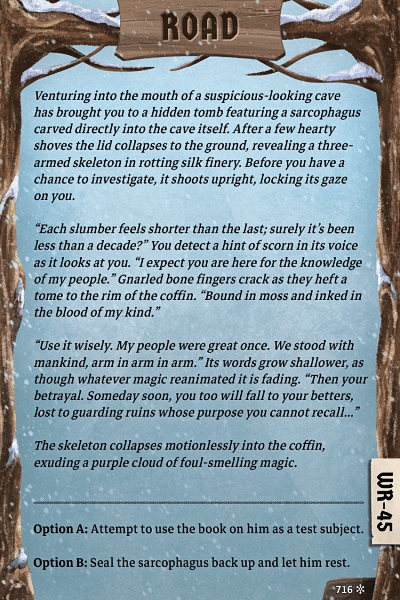 ROAD
Venturing into the mouth of a suspicious-looking cave
has brought you to a hidden tomb featuring a sarcophagus
carved directly into the cave itself. After a few hearty
shoves the lid collapses to the ground, revealing a three-
armed skeleton in rotting silk finery. Before you have a
chance to investigate, it shoots upright, locking its gaze
on you.
“Each slumber feels shorter than the last; surely it’s been
less than a decade?” You detect a hint of scorn in its voice
as it looks at you. “I expect you are here for the knowledge
of my people.” Gnarled bone fingers crack as they heft a
tome to the rim of the coffin. “Bound in moss and inked in
the blood of my kind.”
“Use it wisely. My people were great once. We stood with
mankind, arm in arm in arm.” Its words grow shallower, as
though whatever magic reanimated it is fading. “Then your
betrayal. Someday soon, you too will fall to your betters,
lost to guarding ruins whose purpose you cannot recall...”
The skeleton collapses motionlessly into the coffin,
exuding a purple cloud of foul-smelling magic.
Option A: Attempt to use the book on him as a test subject.
Option B: Seal the sarcophagus back up and let him rest.
WR-45
716